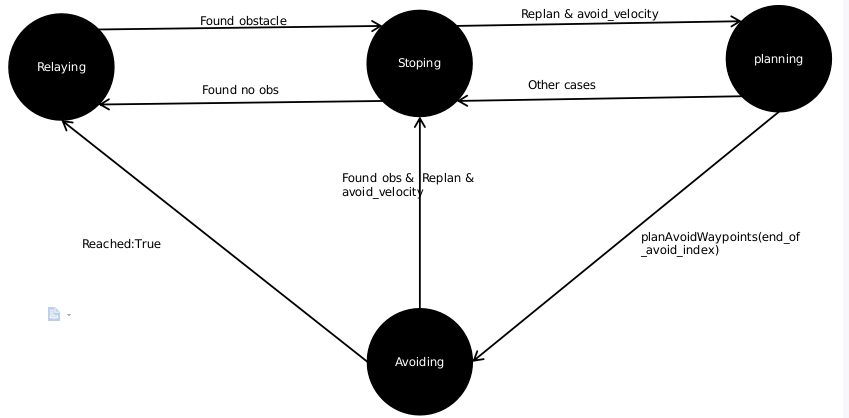 Found obstacle
Replan & avoid_velocity
Relaying
Stoping
planning
Found no obs
Other cases
Found obs & Replan &
avoid_velocity
Reached:True
planAvoidWaypoints(end_of
_avoid_index)
Avoiding